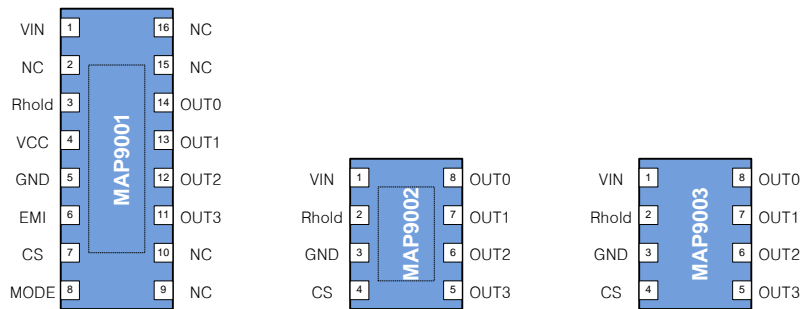 VIN 1 16 NC
NC 2 15 NC
Rhold 3 14 OUT0
VCC 4 13 OUT1
GND 5 12 OUT2
EMI 6 11 OUT3
CS 7 10 NC
MODE 8 9 NC
MAP9001
VIN 1 8 OUT0
Rhold 2 7 OUT1
GND 3 6 OUT2
CS 4 5 OUT3
MAP9002
VIN 1 8 OUT0
Rhold 2 7 OUT1
GND 3 6 OUT2
CS 4 5 OUT3
MAP9003